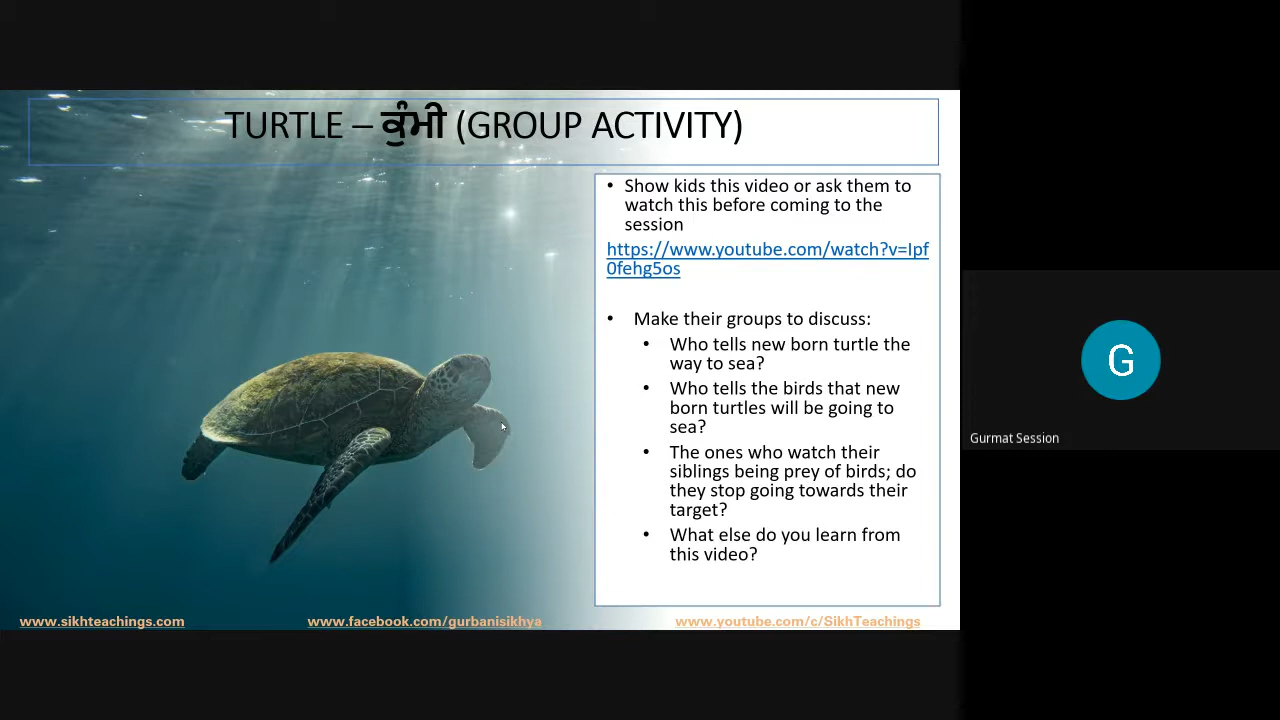 TURTLE – ਕੁੰਮੀ (GROUP ACTIVITY)
• Show kids this video or ask them to
watch this before coming to the
session
https://www.youtube.com/watch?v=Ipf
0fehg5os
• Make their groups to discuss:
• Who tells new born turtle the
way to sea?
• Who tells the birds that new
born turtles will be going to
sea?
• The ones who watch their
siblings being prey of birds; do
they stop going towards their
target?
• What else do you learn from
this video?
www.sikhteachings.com
www.facebook.com/gurbanisikhya
www.youtube.com/c/SikhTeachings
G
Gurmat Session